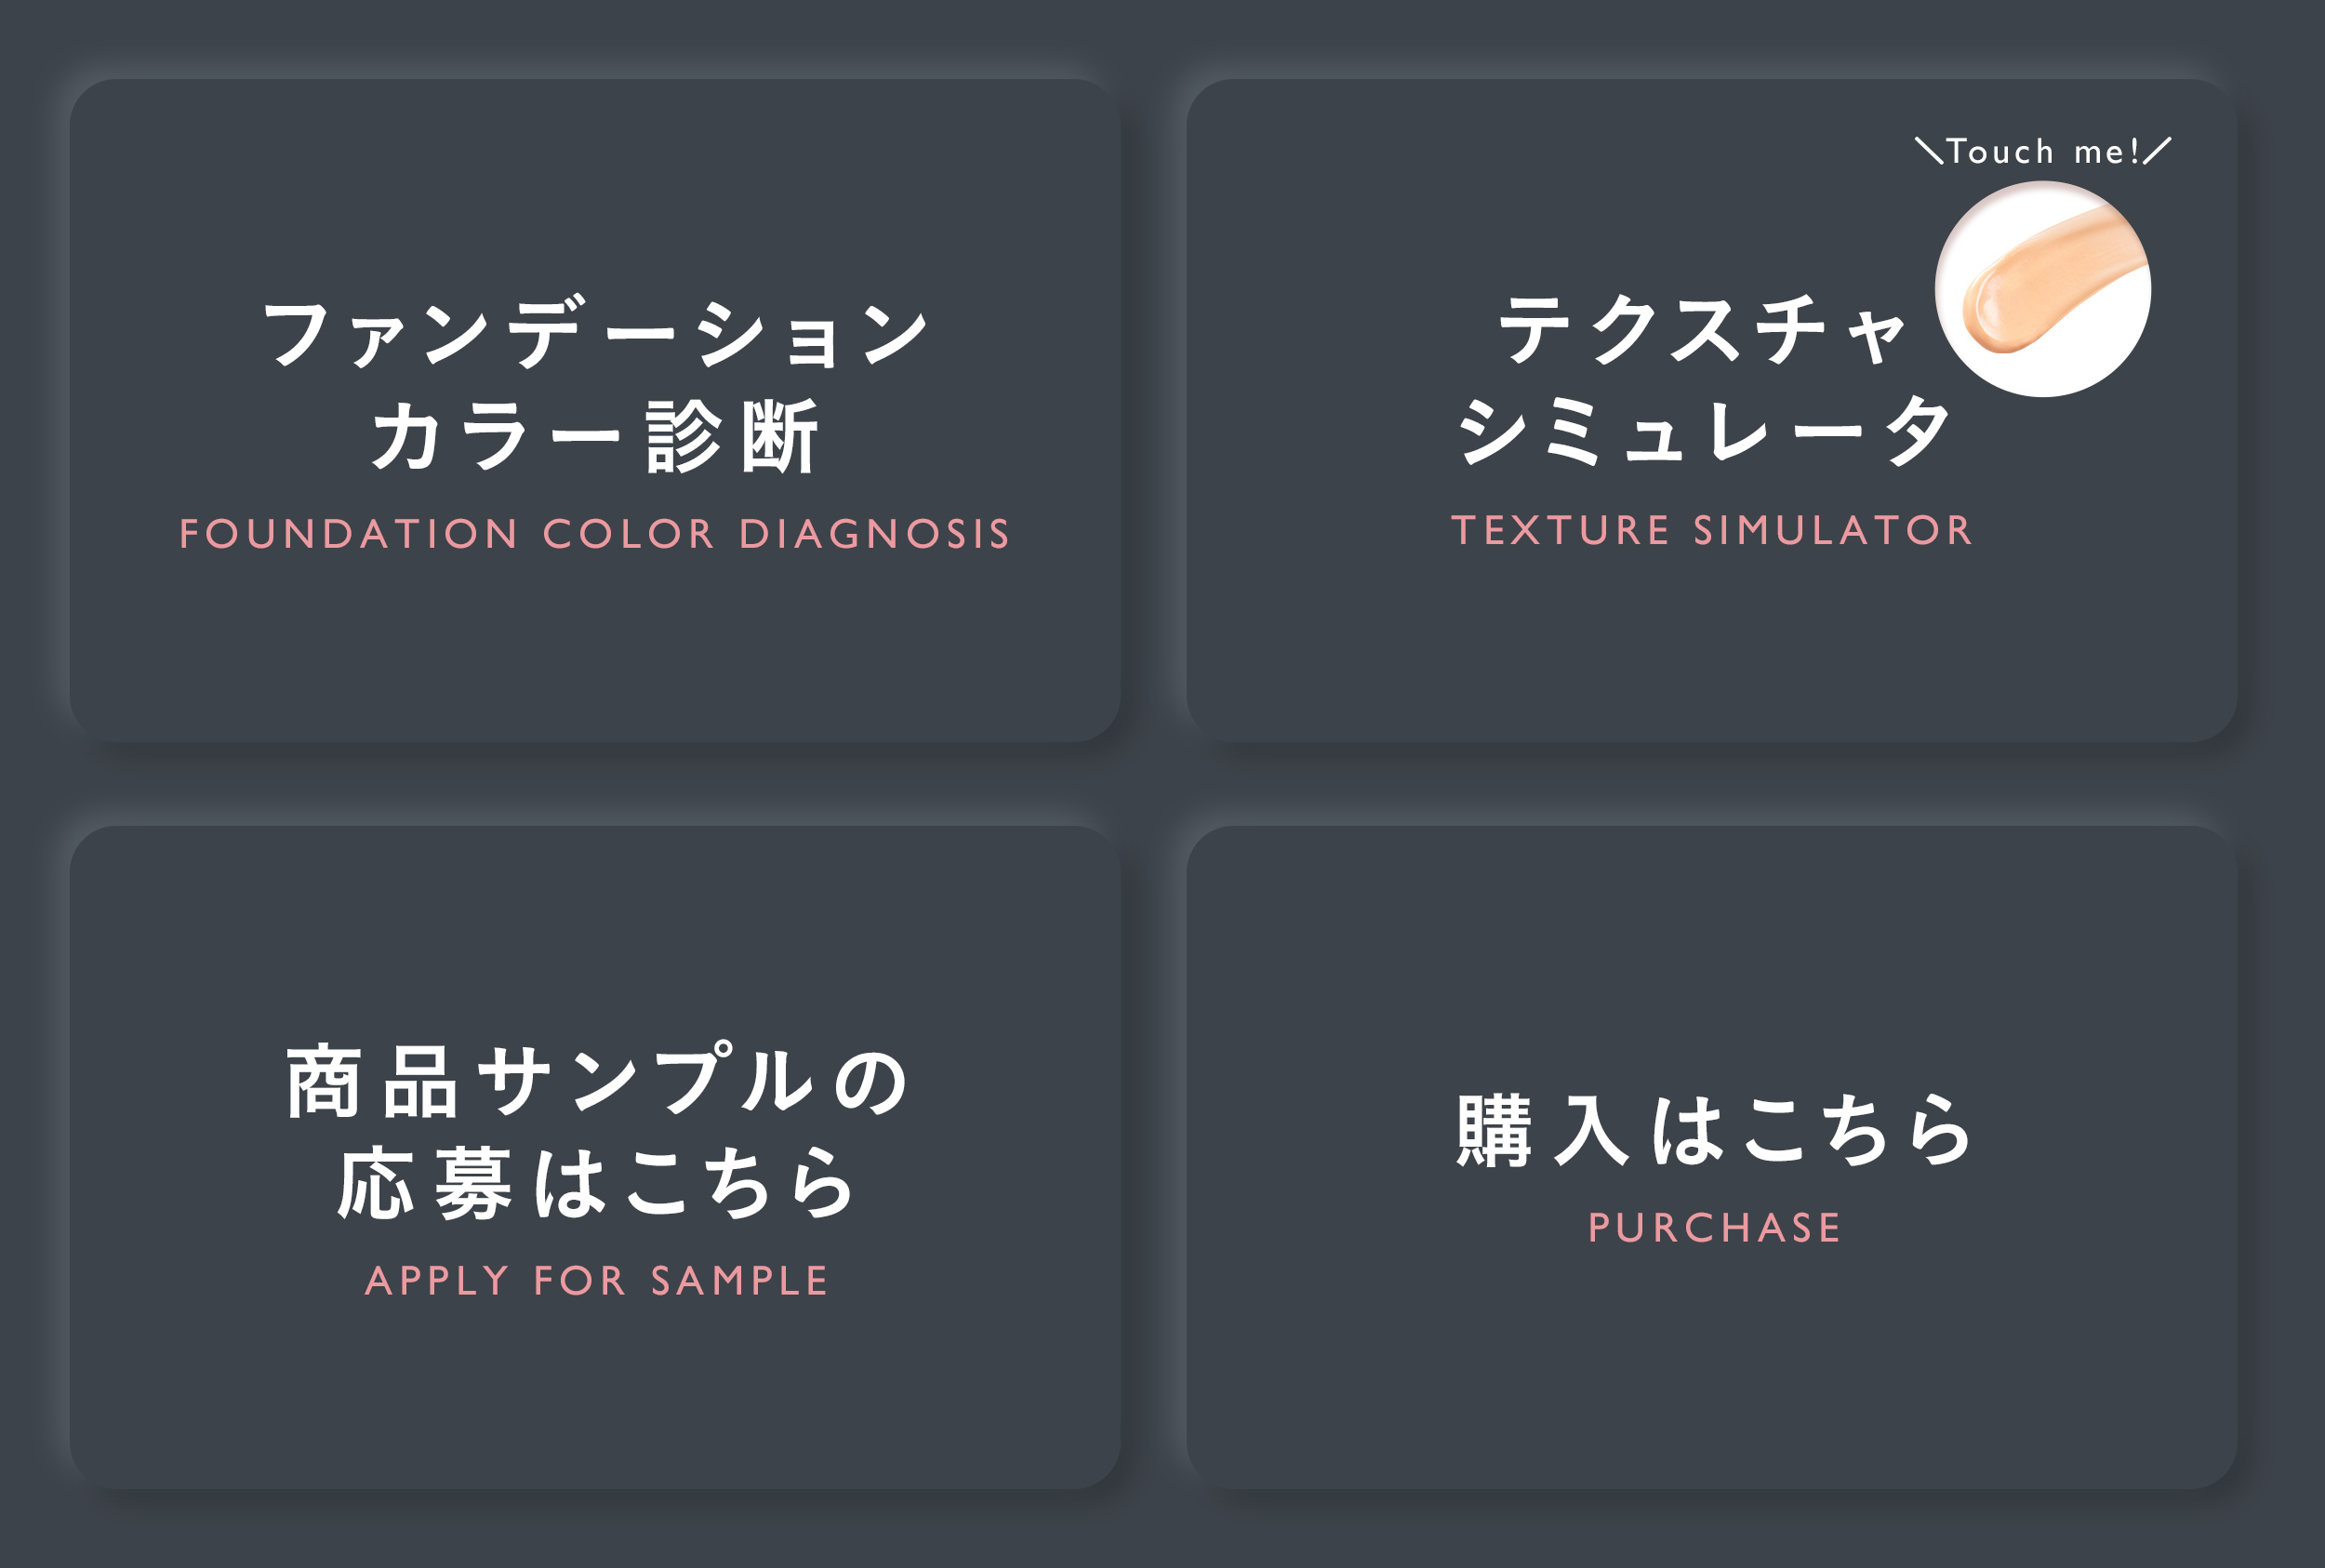 ファンデーション
カラー診断
FOUNDATION COLOR DIAGNOSIS
\Touch me!/
テクスチャ
シミュレータ
TEXTURE SIMULATOR
商品サンプルの
応募はこちら
APPLY FOR SAMPLE
購入はこちら
PURCHASE